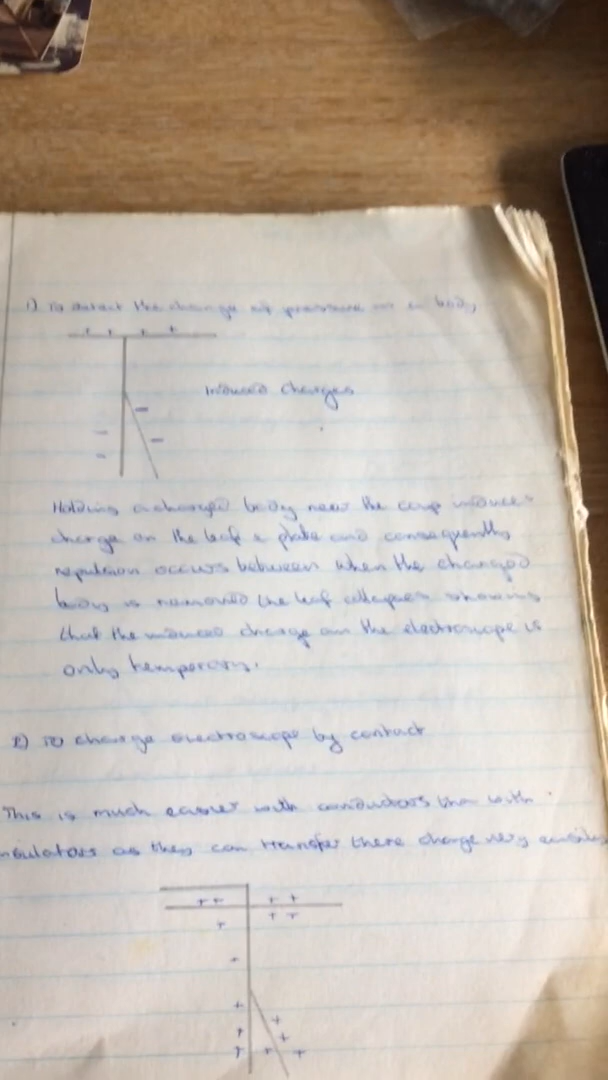 1) To detect the charge of pressure on a body
+ + + +
Induced charges
Holding a charged body near the cap induces
charge on the leaf & plate and consequently
repulsion occurs between when the charged
body is removed the leaf collapses showing
that the induced charge on the electroscope is
only temporary.
2) To charge electroscope by contact
This is much easier with conductors than with
nsulators as they can transfer there charge very easily
++ ++
+ ++
+
+ +
+ +
+ + +